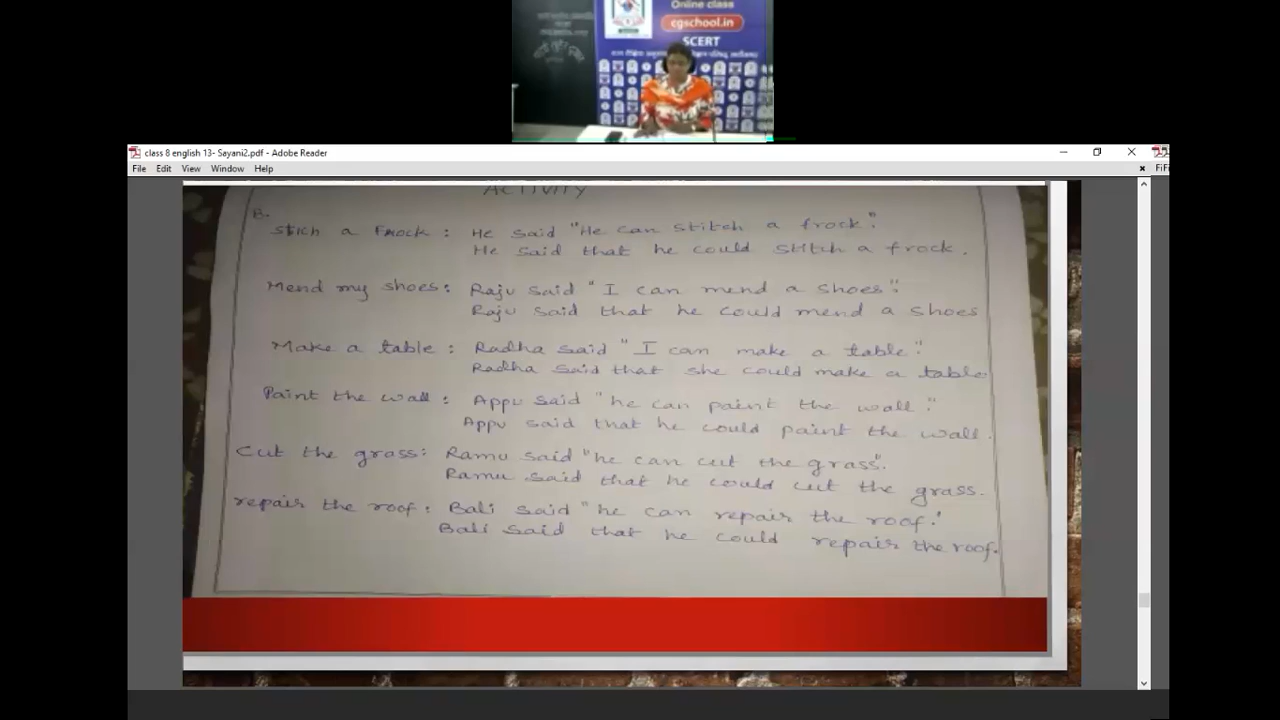 Online class
cgschool.in
SCERT
class 8 english 13- Sayani2.pdf - Adobe Reader
File Edit View Window Help
FiFi
ACTIVITY
B.
Stich a Frock : He said "He can stitch a frock".
He said that he could stitch a frock.
Mend my shoes: Raju said "I can mend a shoes".
Raju said that he could mend a shoes
Make a table : Radha said "I can make a table".
Radha said that she could make a table
Paint the wall : Appu said "he can paint the wall."
Appu said that he could paint the wall.
Cut the grass: Ramu said "he can cut the grass".
Ramu said that he could cut the grass.
repair the roof: Bali said "he can repair the roof.'
Bali said that he could repair the roof.